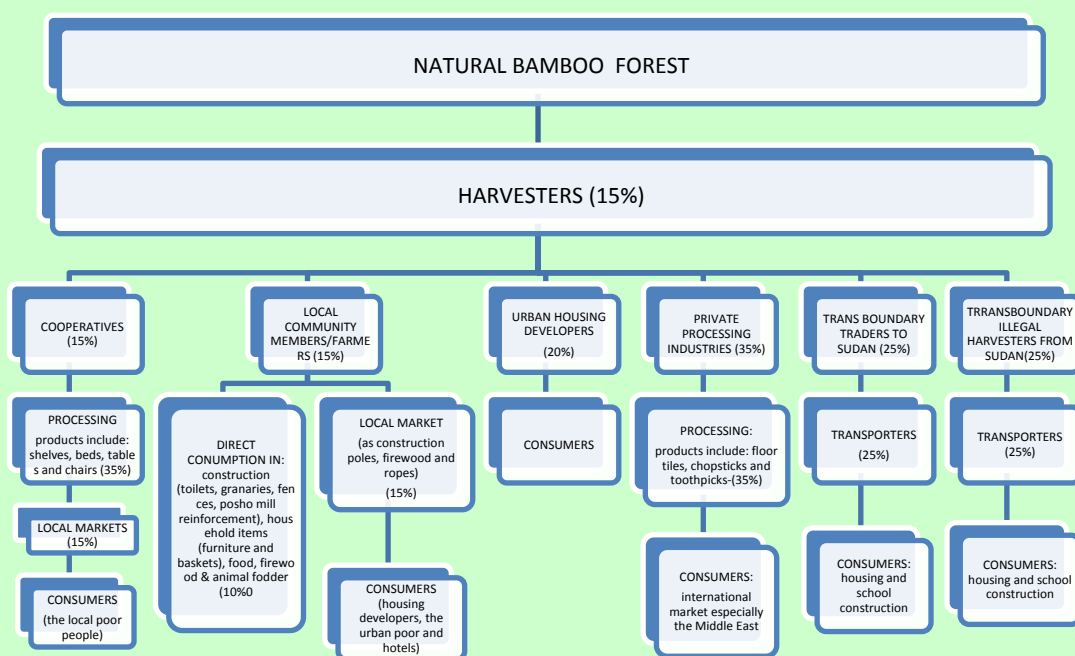 NATURAL BAMBOO FOREST
HARVESTERS (15%)
COOPERATIVES
(15%)
LOCAL
COMMUNITY
MEMBERS/FARME
RS (15%)
URBAN HOUSING
DEVELOPERS
(20%)
PRIVATE
PROCESSING
INDUSTRIES (35%)
TRANS BOUNDARY
TRADERS TO
SUDAN (25%)
TRRANSBOUNDARY
ILLEGAL
HARVESTERS FROM
SUDAN(25%)
PROCESSING
products include:
shelves, beds, table
s and chairs (35%)
LOCAL MARKETS
(15%)
CONSUMERS
(the local poor
people)
DIRECT
CONUMPTION IN:
construction
(toilets, granaries, fen
ces, posho mill
reinforcement), hous
ehold items
(furniture and
baskets), food, firewo
od & animal fodder
(10%0
LOCAL MARKET
(as construction
poles, firewood and
ropes)
(15%)
CONSUMERS
(housing
developers, the
urban poor and
hotels)
CONSUMERS
PROCESSING:
products include: floor
tiles, chopsticks and
toothpicks-(35%)
CONSUMERS:
international
market especially
the Middle East
TRANSPORTERS
(25%)
CONSUMERS:
housing and
school
construction
TRANSPORTERS
(25%)
CONSUMERS:
housing and school
construction